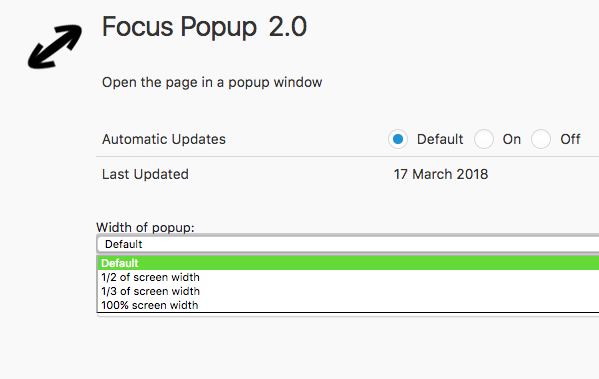 Focus Popup 2.0
Open the page in a popup window
Automatic Updates Default On Off
Last Updated 17 March 2018
Width of popup:
Default
Default
1/2 of screen width
1/3 of screen width
100% screen width